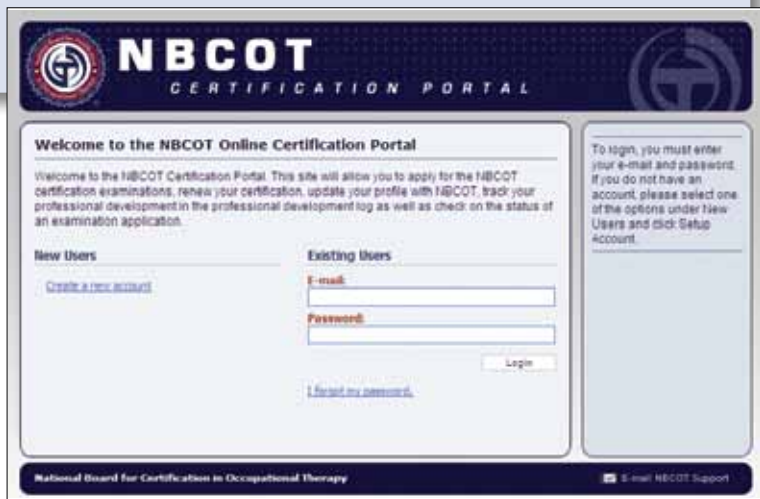 NBCOT
CERTIFICATION PORTAL
Welcome to the NBCOT Online Certification Portal
Welcome to the NBCOT Certification Portal. This site will allow you to apply for the NBCOT
certification examinations, renew your certification, update your profile with NBCOT, track your
professional development in the professional development log as well as check on the status of
an examination application.
New Users
Create a new account
Existing Users
E-mail:
Password:
Login
I forgot my password.
To login, you must enter
your e-mail and password.
If you do not have an
account, please select one
of the options under New
Users and click Setup
Account.
National Board for Certification in Occupational Therapy
E-mail NBCOT Support